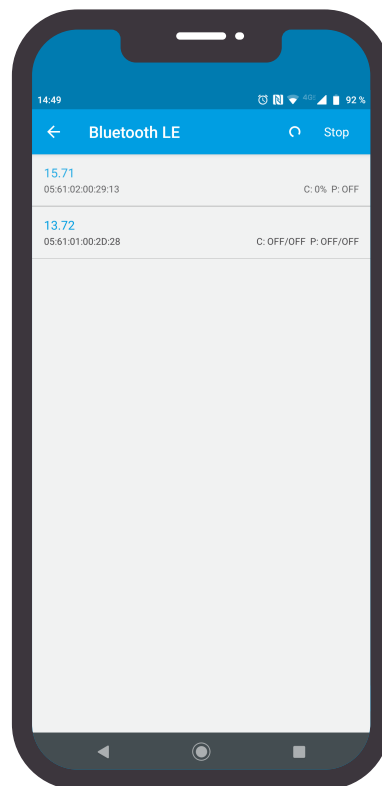 14:49 4G 92 %
Bluetooth LE Stop
15.71
05:61:02:00:29:13 C: 0% P: OFF
13.72
05:61:01:00:2D:28 C: OFF/OFF P: OFF/OFF